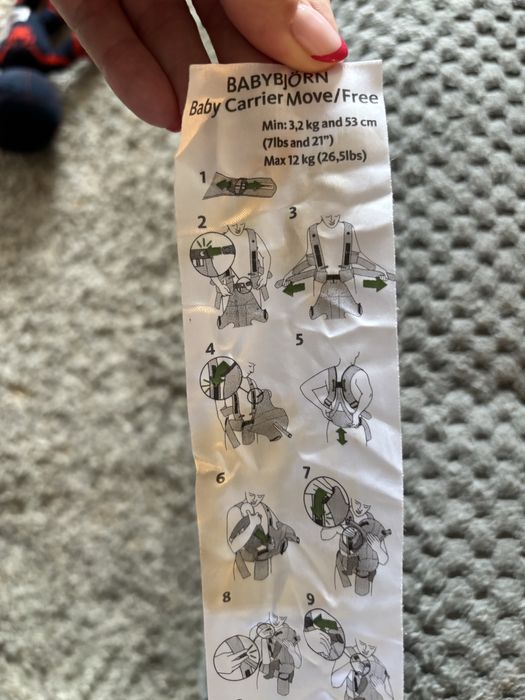 BABYBJÖRN
Baby Carrier Move/Free
Min: 3,2 kg and 53 cm
(7lbs and 21")
Max 12 kg (26,5lbs)
1
2
3
4
5
6
7
8
9